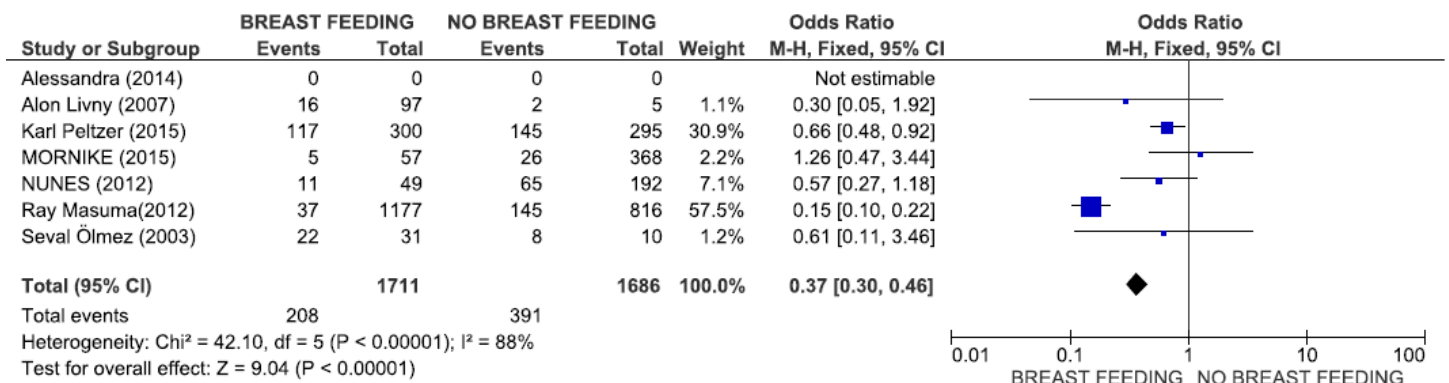 BREAST FEEDING NO BREAST FEEDING Odds Ratio Odds Ratio
Study or Subgroup Events Total Events Total Weight M-H, Fixed, 95% CI M-H, Fixed, 95% CI
Alessandra (2014) 0 0 0 0 Not estimable
Alon Livny (2007) 16 97 2 5 1.1% 0.30 [0.05, 1.92]
Karl Peltzer (2015) 117 300 145 295 30.9% 0.66 [0.48, 0.92]
MORNIKE (2015) 5 57 26 368 2.2% 1.26 [0.47, 3.44]
NUNES (2012) 11 49 65 192 7.1% 0.57 [0.27, 1.18]
Ray Masuma(2012) 37 1177 145 816 57.5% 0.15 [0.10, 0.22]
Seval Ölmez (2003) 22 31 8 10 1.2% 0.61 [0.11, 3.46]
Total (95% CI) 1711 1686 100.0% 0.37 [0.30, 0.46]
Total events 208 391
Heterogeneity: Chi² = 42.10, df = 5 (P < 0.00001); I² = 88%
Test for overall effect: Z = 9.04 (P < 0.00001)
0.01 0.1 1 10 100
BREAST FEEDING NO BREAST FEEDING